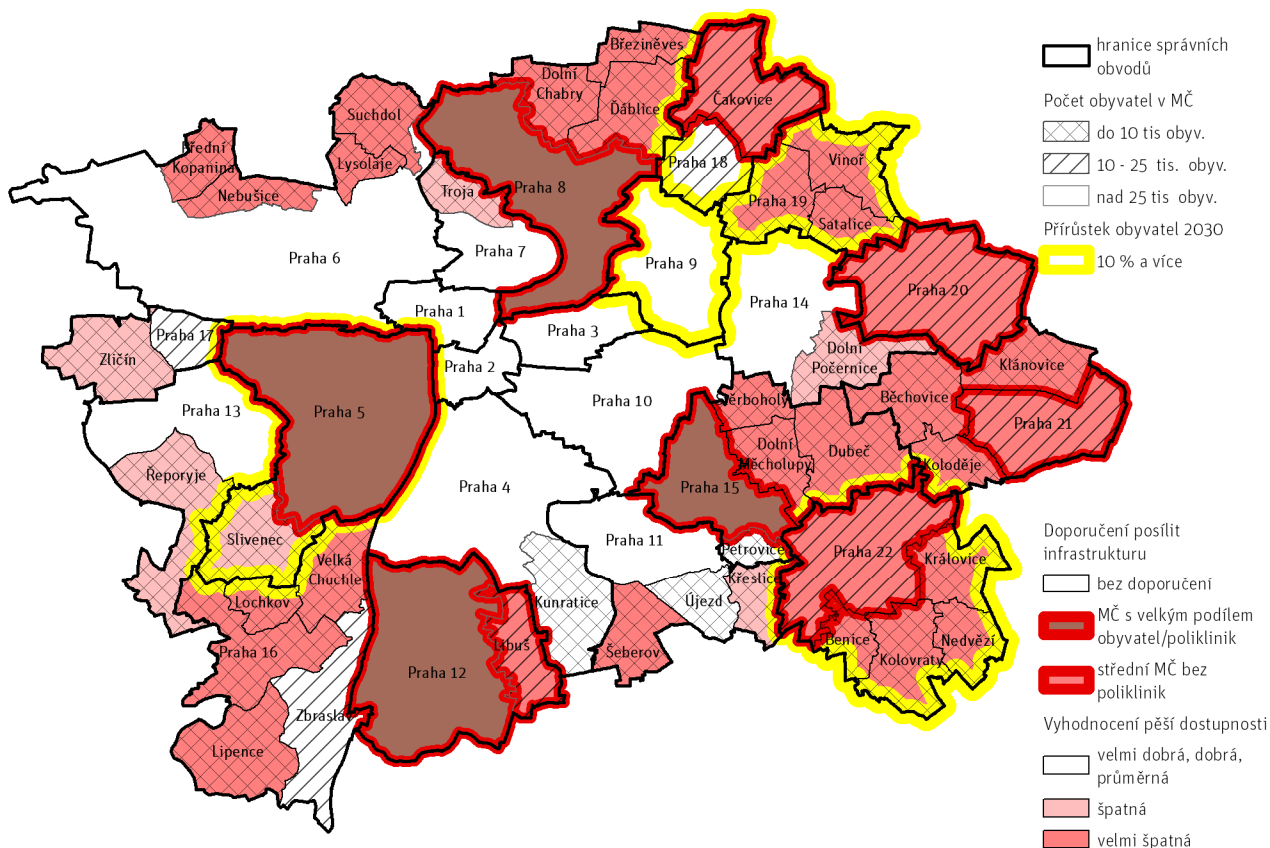 Březiněves
Dolní
Chabry
Ďáblice
Čakovice
Suchdol
Přední
Kopanina
Lysolaje
Nebušice
Troja
Praha 8
Praha 18
Vinoř
Praha 19
Satalice
Praha 6
Praha 7
Praha 9
Praha 20
Praha 14
Praha 1
Praha 3
Praha 17
Zličín
Praha 2
Dolní
Počernice
Klánovice
Praha 5
Praha 10
Praha 13
Štěrboholy
Běchovice
Praha 21
Dolní
Měcholupy
Dubeč
Koloděje
Řeporyje
Praha 4
Praha 15
Slivenec
Praha 11
Petrovice
Praha 22
Královice
Velká
Chuchle
Křeslice
Lochkov
Kunratice
Újezd
Praha 16
Libuš
Šeberov
Benice
Nedvězí
Kolovraty
Praha 12
Zbraslav
Lipence
hranice správních
obvodů
Počet obyvatel v MČ
do 10 tis obyv.
10 - 25 tis. obyv.
nad 25 tis obyv.
Přírůstek obyvatel 2030
10 % a více
Doporučení posílit
infrastrukturu
bez doporučení
MČ s velkým podílem
obyvatel/poliklinik
střední MČ bez
poliklinik
Vyhodnocení pěší dostupnosti
velmi dobrá, dobrá,
průměrná
špatná
velmi špatná